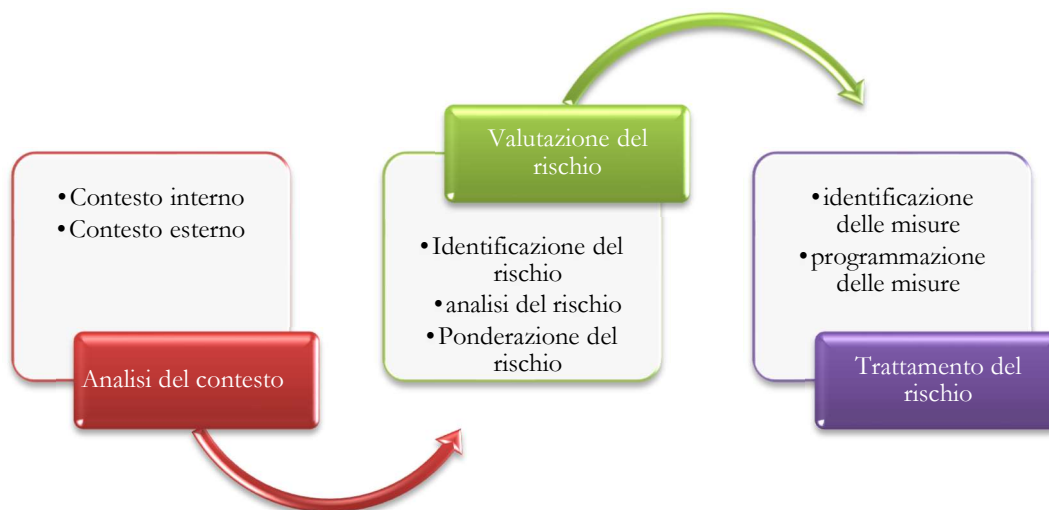 • Contesto interno
• Contesto esterno
Analisi del contesto
Valutazione del
rischio
• Identificazione del
rischio
• analisi del rischio
• Ponderazione del
rischio
• identificazione
delle misure
• programmazione
delle misure
Trattamento del
rischio